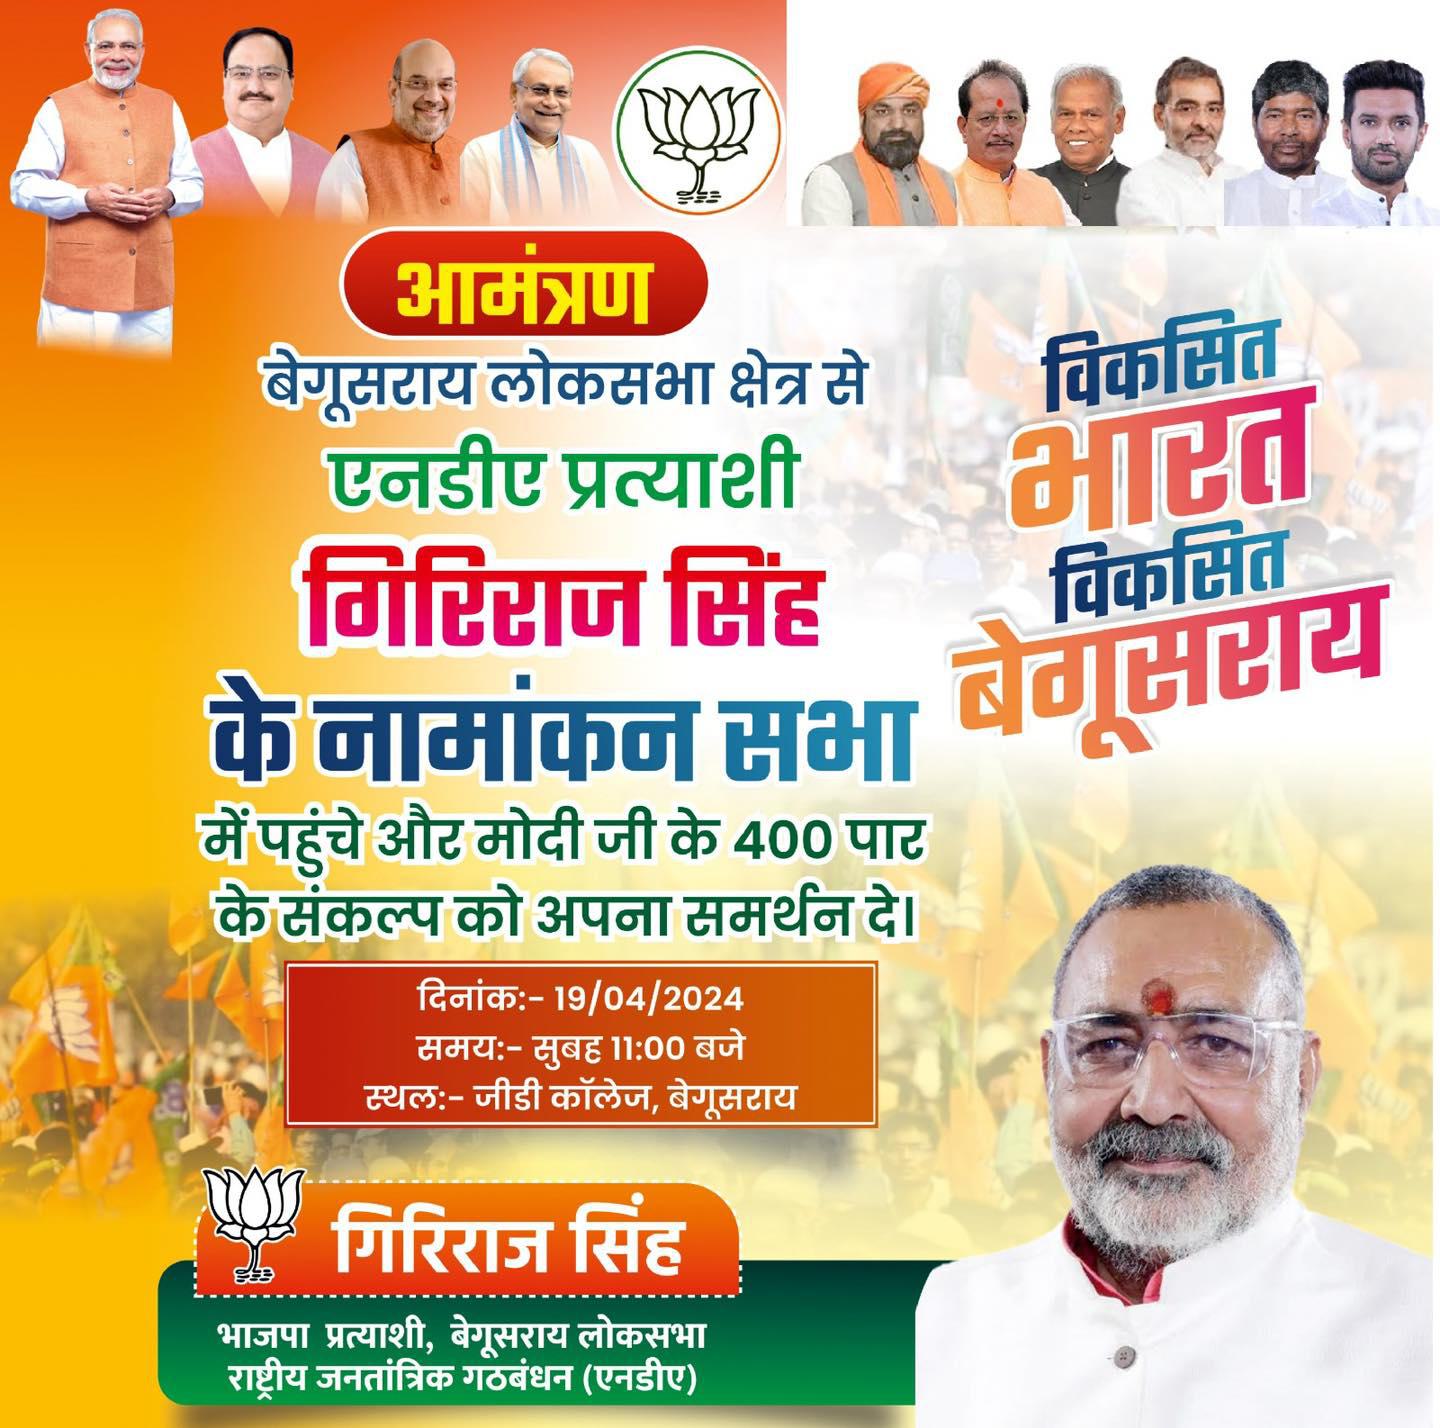 आमंत्रण
बेगूसराय लोकसभा क्षेत्र से
एनडीए प्रत्याशी
गिरिराज सिंह
के नामांकन सभा
में पहुंचे और मोदी जी के 400 पार
के संकल्प को अपना समर्थन दे।
विकसित
भारत
विकसित
बेगूसराय
दिनांक:- 19/04/2024
समय:- सुबह 11:00 बजे
स्थल:- जीडी कॉलेज, बेगूसराय
गिरिराज सिंह
भाजपा प्रत्याशी, बेगूसराय लोकसभा
राष्ट्रीय जनतांत्रिक गठबंधन (एनडीए)